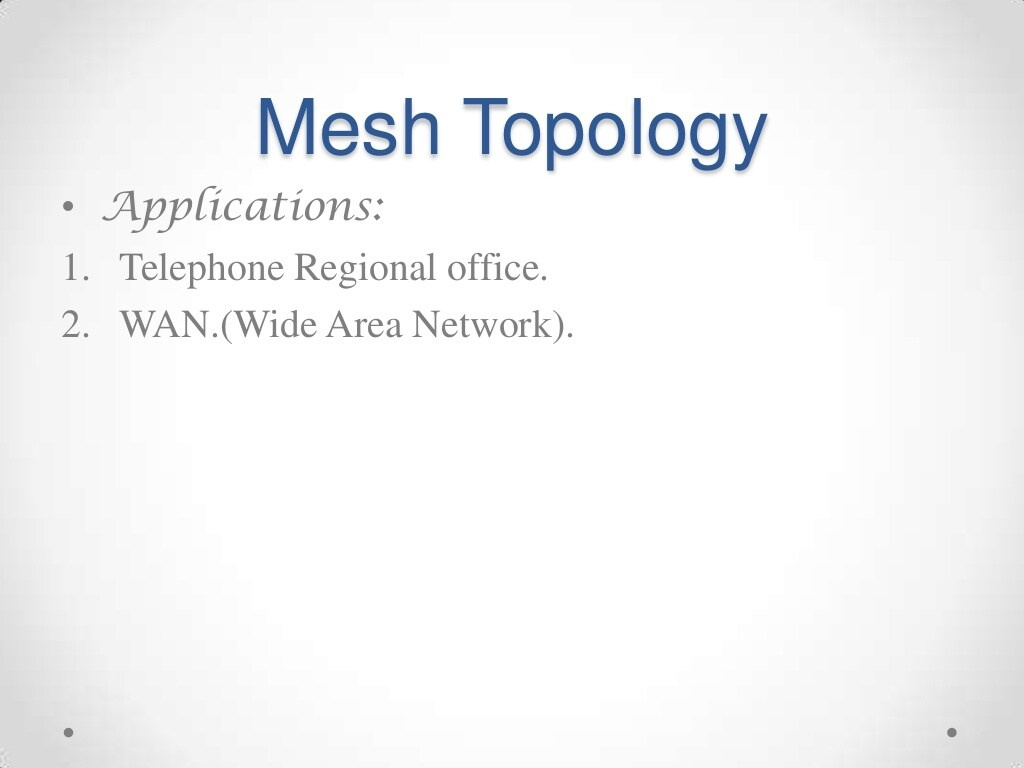 Mesh Topology
• Applications:
1. Telephone Regional office.
2. WAN.(Wide Area Network).